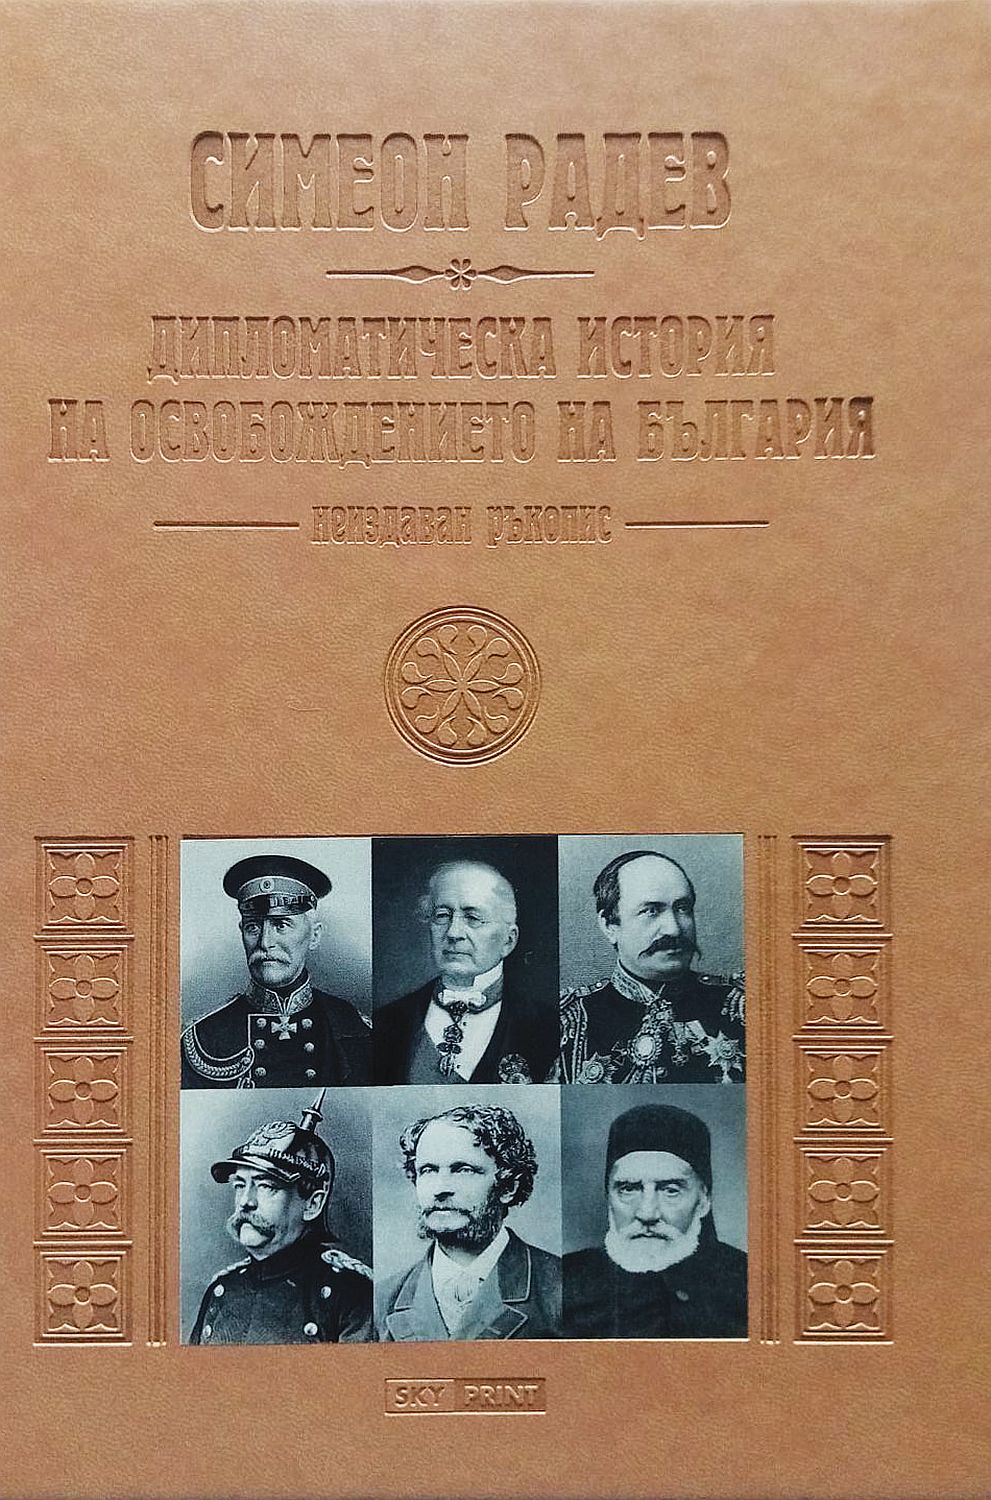 СИМЕОН РАДЕВ
ДИПЛОМАТИЧЕСКА ИСТОРИЯ
НА ОСВОБОЖДЕНИЕТО НА БЪЛГАРИЯ
НЕИЗДАВАН РЪКОПИС
SKY PRINT